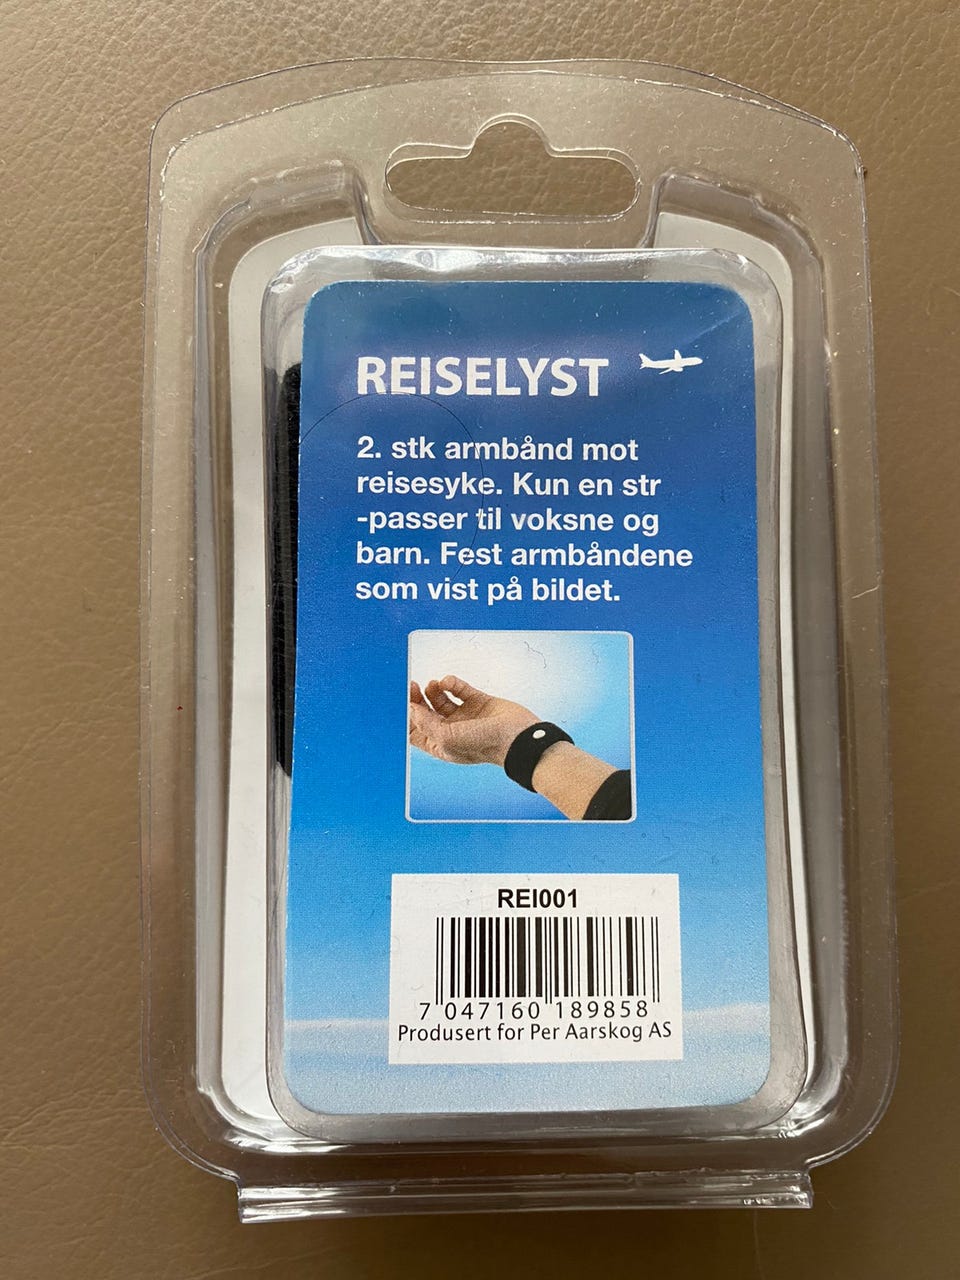 REISELYST
2. stk armbånd mot
reisesyke. Kun en str
-passer til voksne og
barn. Fest armbåndene
som vist på bildet.
REI001
7 047160 189858
Produsert for Per Aarskog AS